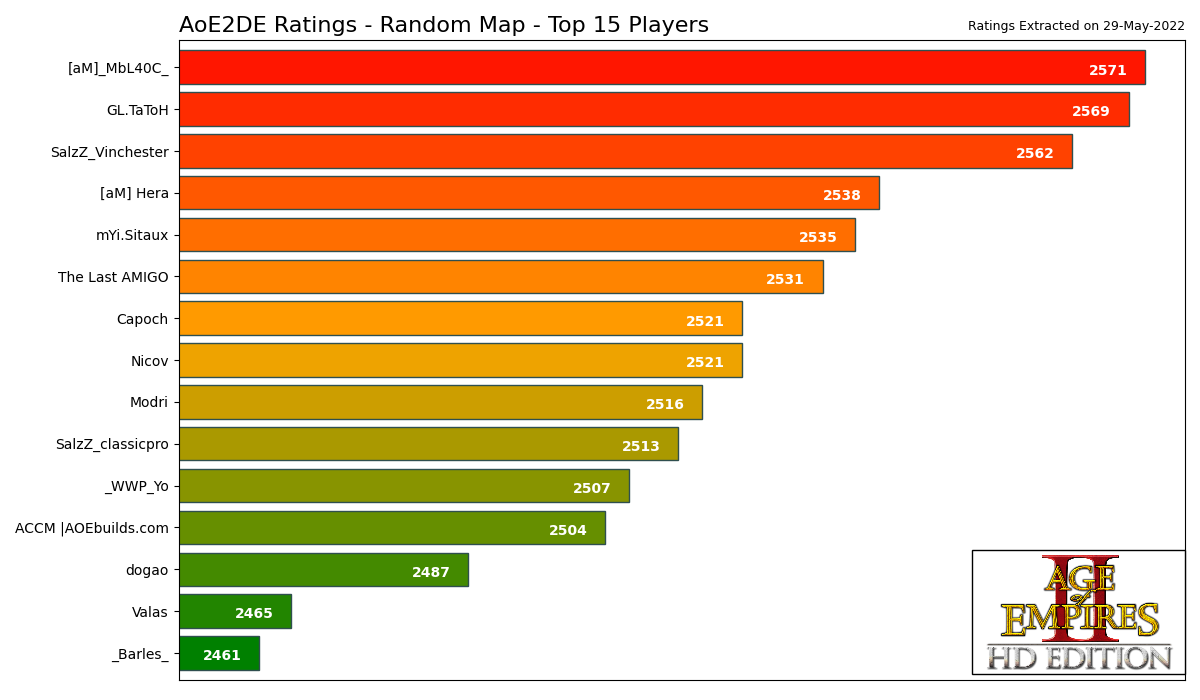 AoE2DE Ratings - Random Map - Top 15 Players
Ratings Extracted on 29-May-2022
[aM]_MbL40C_ 2571
GL.TaToH 2569
SalzZ_Vinchester 2562
[aM] Hera 2538
mYi.Sitaux 2535
The Last AMIGO 2531
Capoch 2521
Nicov 2521
Modri 2516
SalzZ_classicpro 2513
_WWP_Yo 2507
ACCM |AOEbuilds.com 2504
dogao 2487
Valas 2465
_Barles_ 2461
II
AGE
of
EMPIRES
HD EDITION